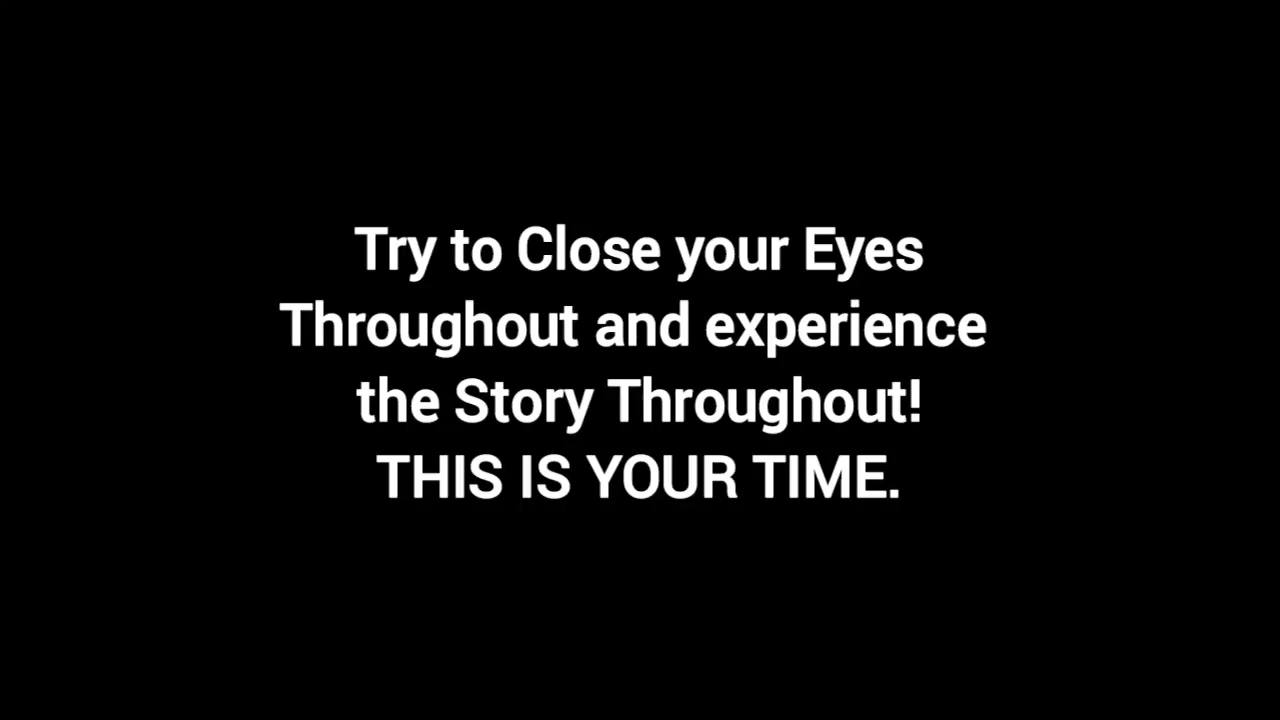 Try to Close your Eyes
Throughout and experience
the Story Throughout!
THIS IS YOUR TIME.